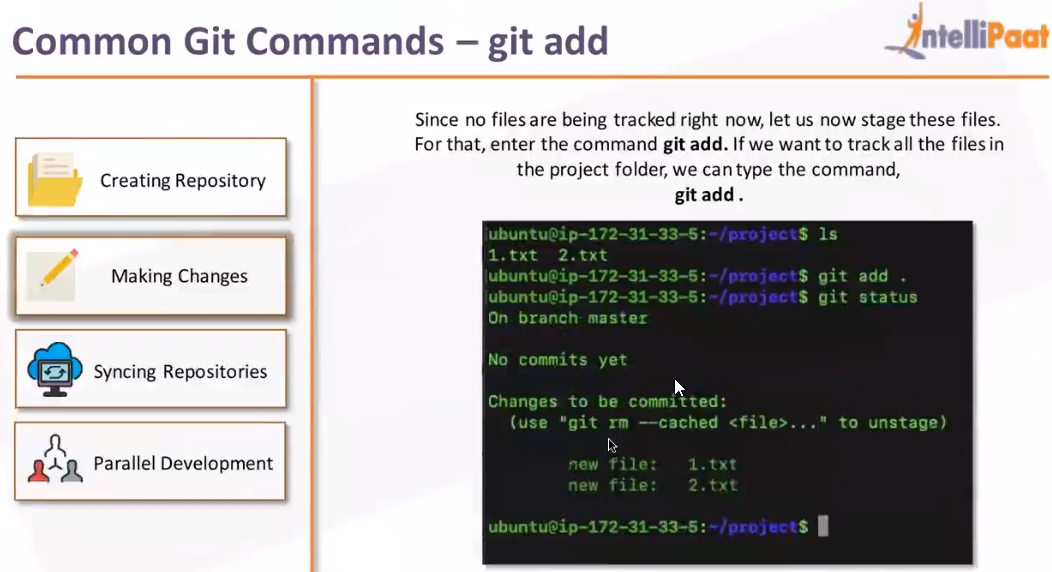 Common Git Commands – git add
IntelliPaat
Creating Repository
Making Changes
Syncing Repositories
Parallel Development
Since no files are being tracked right now, let us now stage these files.
For that, enter the command git add. If we want to track all the files in
the project folder, we can type the command,
git add .
ubuntu@ip-172-31-33-5:~/project$ ls
1.txt  2.txt
ubuntu@ip-172-31-33-5:~/project$ git add .
ubuntu@ip-172-31-33-5:~/project$ git status
On branch master
No commits yet
Changes to be committed:
(use "git rm --cached <file>..." to unstage)
new file:   1.txt
new file:   2.txt
ubuntu@ip-172-31-33-5:~/project$